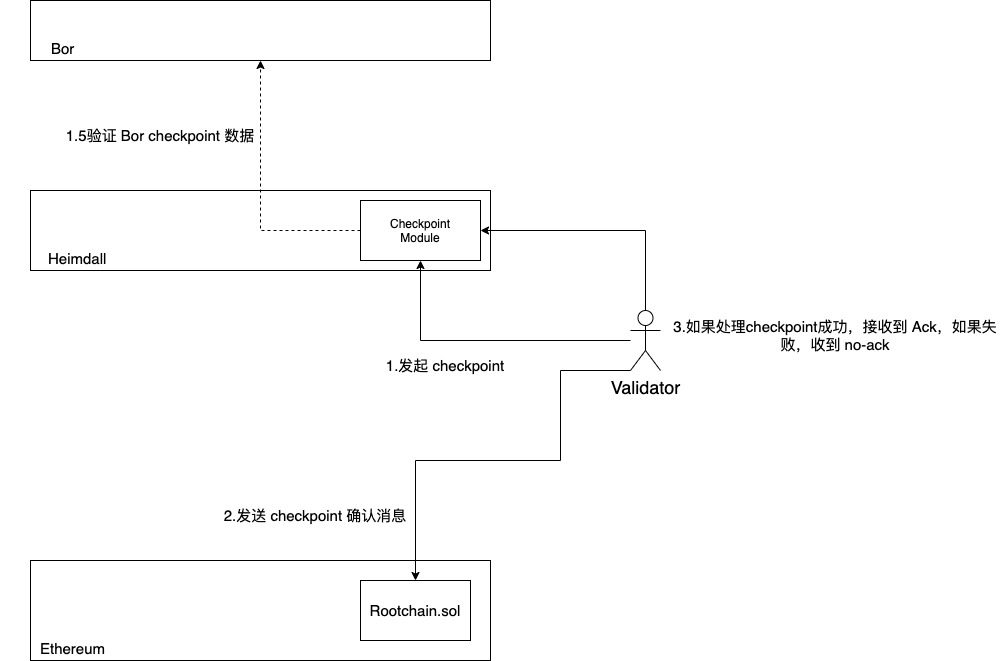 Bor
1.5验证 Bor checkpoint 数据
Checkpoint
Module
Heimdall
3.如果处理checkpoint成功，接收到 Ack，如果失
败，收到 no-ack
1.发起 checkpoint
Validator
2.发送 checkpoint 确认消息
Rootchain.sol
Ethereum